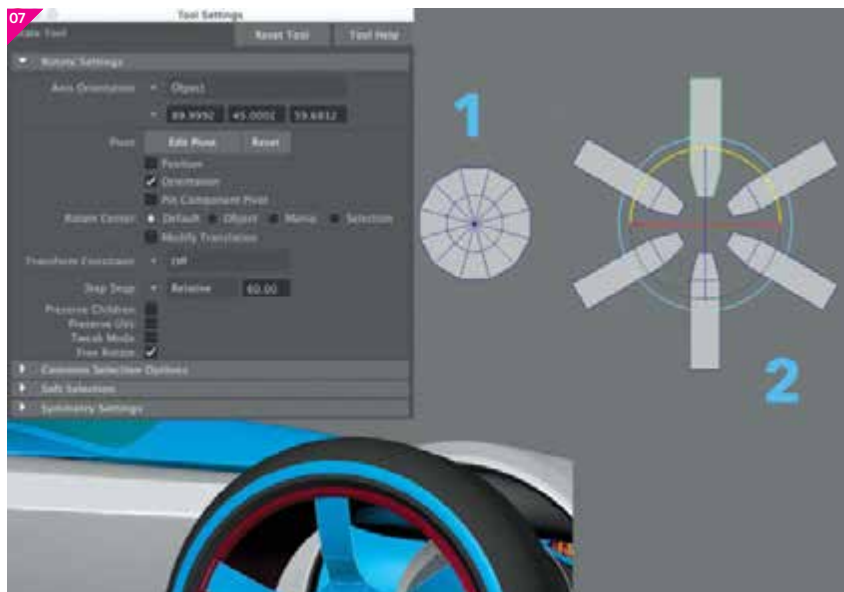 07
Tool Settings
Reset Tool
Tool Help
Rotate Settings
Axis Orientation
Object
89.9992 45.0002 59.6812
Pivot
Edit Pivot
Reset
Position
Orientation
Pin Component Pivot
Rotate Center
Default
Object
Manip
Selection
Modify Translation
Transform Constraint
Off
Step Snap
Relative
60.00
Preserve Children
Preserve UVs
Tweak Mode
Free Rotate
Common Selection Options
Soft Selection
Symmetry Settings
1
2